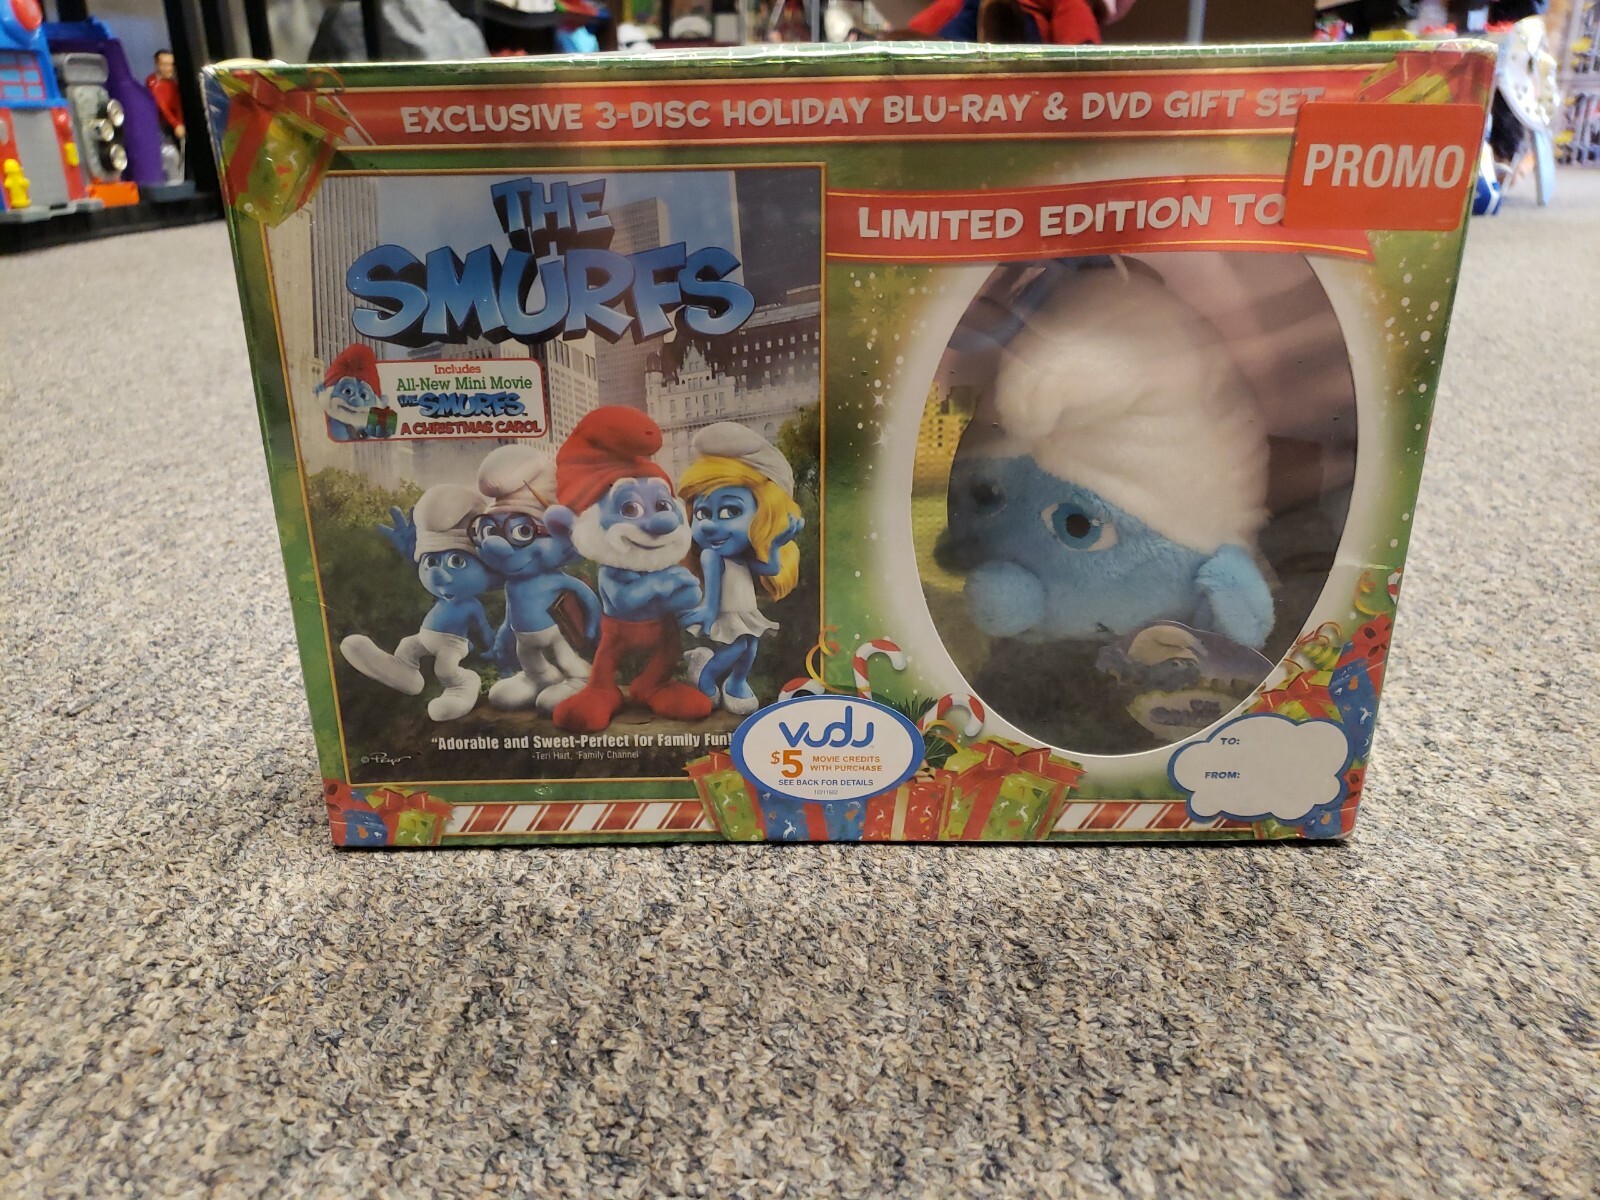 EXCLUSIVE 3-DISC HOLIDAY BLU-RAY™ & DVD GIFT SET
PROMO
LIMITED EDITION TO
THE
SMURFS
Includes
All-New Mini Movie
THE SMURFS
A CHRISTMAS CAROL
"Adorable and Sweet-Perfect for Family Fun!
-Teri Hart, Family Channel
© Peyo
vudu
$5 MOVIE CREDITS
WITH PURCHASE
SEE BACK FOR DETAILS
TO:
FROM: